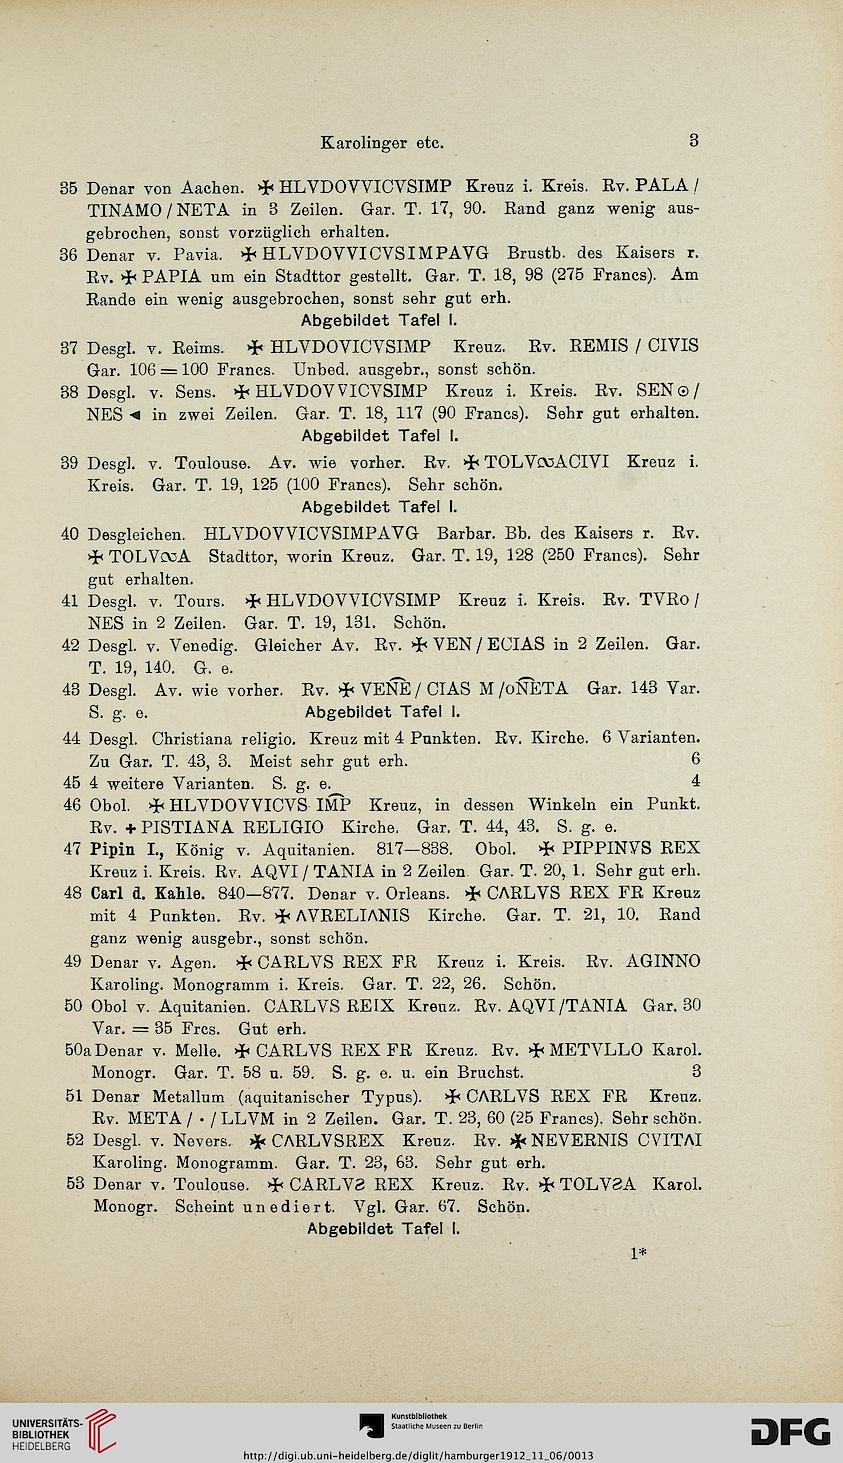 Karolinger etc. 3
35 Denar von Aachen. ✠ HLVDOVVICVSIMP Kreuz i. Kreis. Rv. PALA /
TINAMO / NETA in 3 Zeilen. Gar. T. 17, 90. Rand ganz wenig aus-
gebrochen, sonst vorzüglich erhalten.
36 Denar v. Pavia. ✠ HLVDOVVICVSIMPAVG Brustb. des Kaisers r.
Rv. ✠ PAPIA um ein Stadttor gestellt. Gar. T. 18, 98 (275 Francs). Am
Rande ein wenig ausgebrochen, sonst sehr gut erh.
Abgebildet Tafel I.
37 Desgl. v. Reims. ✠ HLVDOVICVSIMP Kreuz. Rv. REMIS / CIVIS
Gar. 106 = 100 Francs. Unbed. ausgebr., sonst schön.
38 Desgl. v. Sens. ✠ HLVDOVVICVSIMP Kreuz i. Kreis. Rv. SEN⊙/
NES ◄ in zwei Zeilen. Gar. T. 18, 117 (90 Francs). Sehr gut erhalten.
Abgebildet Tafel I.
39 Desgl. v. Toulouse. Av. wie vorher. Rv. ✠ TOLVꝏACIVI Kreuz i.
Kreis. Gar. T. 19, 125 (100 Francs). Sehr schön.
Abgebildet Tafel I.
40 Desgleichen. HLVDOVVICVSIMPAVG Barbar. Bb. des Kaisers r. Rv.
✠ TOLVꝏA Stadttor, worin Kreuz. Gar. T. 19, 128 (250 Francs). Sehr
gut erhalten.
41 Desgl. v. Tours. ✠ HLVDOVVICVSIMP Kreuz i. Kreis. Rv. TVRo /
NES in 2 Zeilen. Gar. T. 19, 131. Schön.
42 Desgl. v. Venedig. Gleicher Av. Rv. ✠ VEN / ECIAS in 2 Zeilen. Gar.
T. 19, 140. G. e.
43 Desgl. Av. wie vorher. Rv. ✠ VEN͡E / CIAS M /oN͡ETA Gar. 143 Var.
S. g. e. Abgebildet Tafel I.
44 Desgl. Christiana religio. Kreuz mit 4 Punkten. Rv. Kirche. 6 Varianten.
Zu Gar. T. 43, 3. Meist sehr gut erh. 6
45 4 weitere Varianten. S. g. e. 4
46 Obol. ✠ HLVDOVVICVS IM͡P Kreuz, in dessen Winkeln ein Punkt.
Rv. + PISTIANA RELIGIO Kirche. Gar. T. 44, 43. S. g. e.
47 Pipin I., König v. Aquitanien. 817—838. Obol. ✠ PIPPINVS REX
Kreuz i. Kreis. Rv. AQVI / TANIA in 2 Zeilen. Gar. T. 20, 1. Sehr gut erh.
48 Carl d. Kahle. 840—877. Denar v. Orleans. ✠ CΛRLVS REX FR Kreuz
mit 4 Punkten. Rv. ✠ ΛVRELIΛNIS Kirche. Gar. T. 21, 10. Rand
ganz wenig ausgebr., sonst schön.
49 Denar v. Agen. ✠ CARLVS REX FR Kreuz i. Kreis. Rv. AGINNO
Karoling. Monogramm i. Kreis. Gar. T. 22, 26. Schön.
50 Obol v. Aquitanien. CARLVS REIX Kreuz. Rv. AQVI/TANIA Gar. 30
Var. = 35 Frcs. Gut erh.
50a Denar v. Melle. ✠ CARLVS REX FR Kreuz. Rv. ✠ METVLLO Karol.
Monogr. Gar. T. 58 u. 59. S. g. e. u. ein Bruchst. 3
51 Denar Metallum (aquitanischer Typus). ✠ CΛRLVS REX FR Kreuz.
Rv. META / · / LLVM in 2 Zeilen. Gar. T. 23, 60 (25 Francs). Sehr schön.
52 Desgl. v. Nevers. ✠ CΛRLVSREX Kreuz. Rv. ✠ NEVERNIS CVITΛI
Karoling. Monogramm. Gar. T. 23, 63. Sehr gut erh.
53 Denar v. Toulouse. ✠ CARLVƧ REX Kreuz. Rv. ✠ TOLVƧA Karol.
Monogr. Scheint unediert. Vgl. Gar. 67. Schön.
Abgebildet Tafel I.
1*
UNIVERSITÄTS-
BIBLIOTHEK
HEIDELBERG
Kunstbibliothek
Staatliche Museen zu Berlin
DFG
http://digi.ub.uni-heidelberg.de/diglit/hamburger1912_11_06/0013